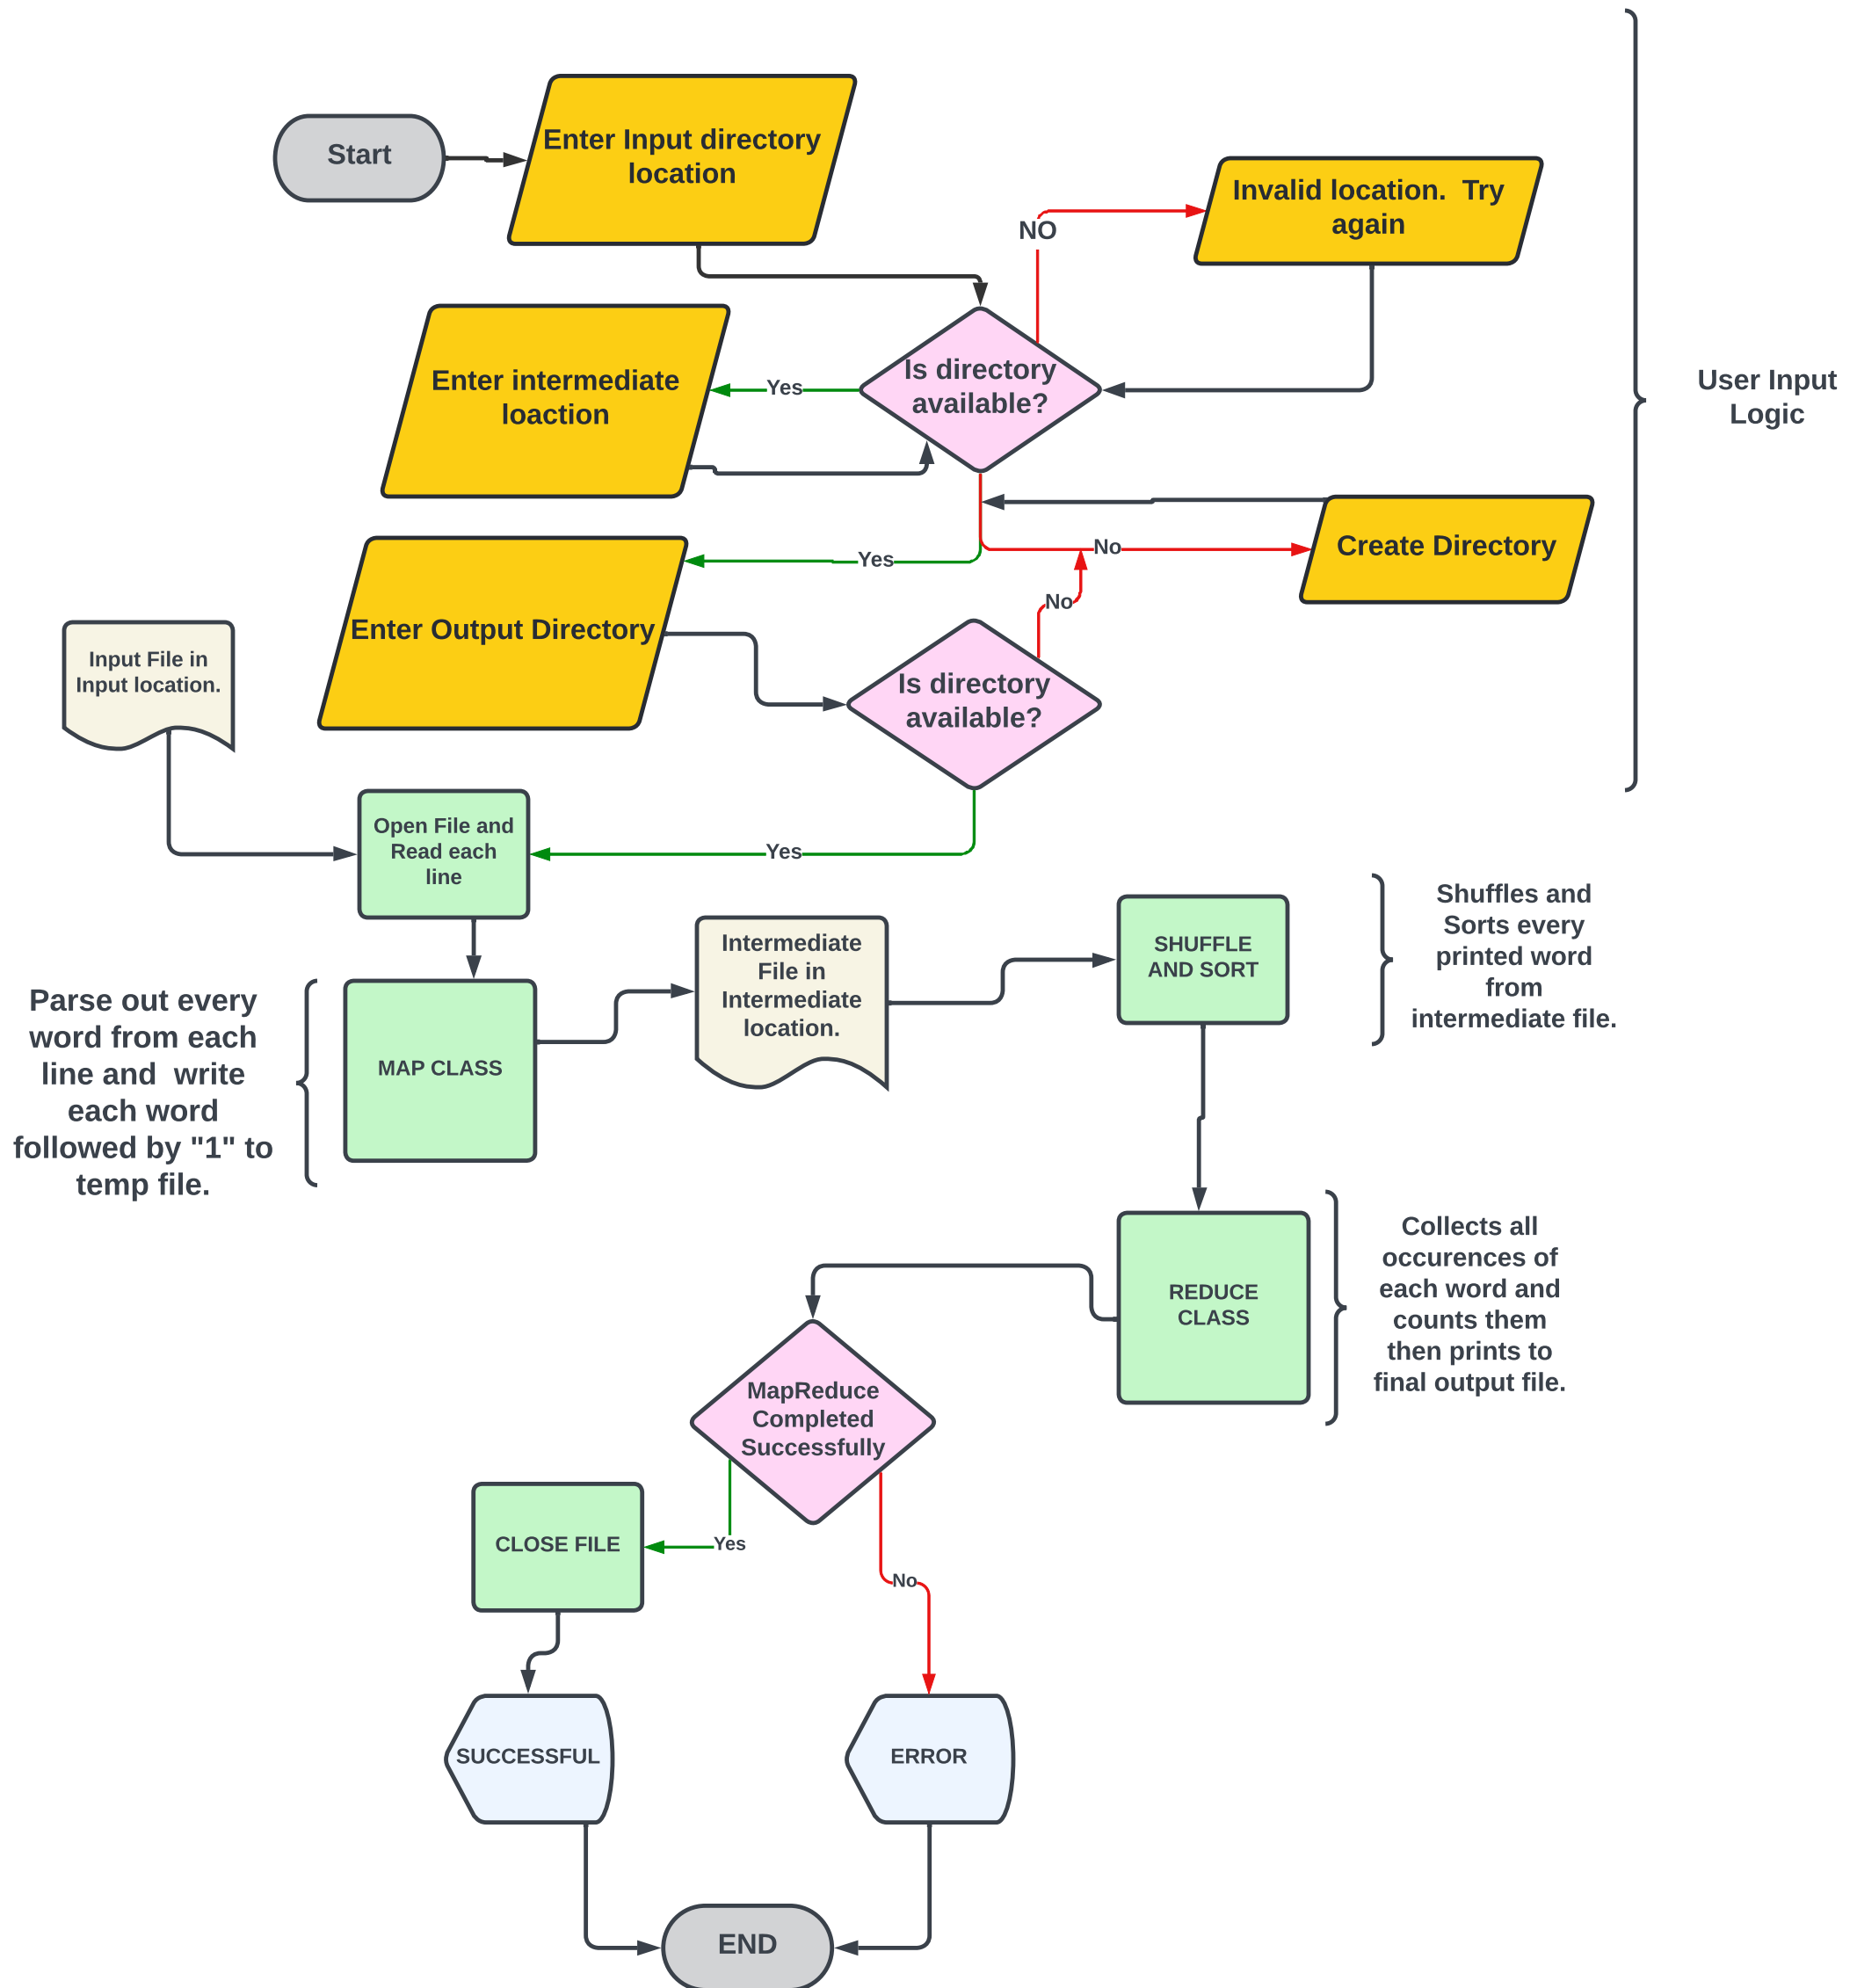 Start
Enter Input directory
location
Invalid location.  Try
again
NO
Is directory
available?
Yes
Enter intermediate
loaction
User Input
Logic
No
Create Directory
Yes
Enter Output Directory
No
Is directory
available?
Input File in
Input location.
Open File and
Read each
line
Yes
Shuffles and
Sorts every
printed word
from
intermediate file.
SHUFFLE
AND SORT
Intermediate
File in
Intermediate
location.
MAP CLASS
Parse out every
word from each
line and  write
each word
followed by "1" to
temp file.
REDUCE
CLASS
Collects all
occurences of
each word and
counts them
then prints to
final output file.
MapReduce
Completed
Successfully
Yes
CLOSE FILE
No
SUCCESSFUL
ERROR
END